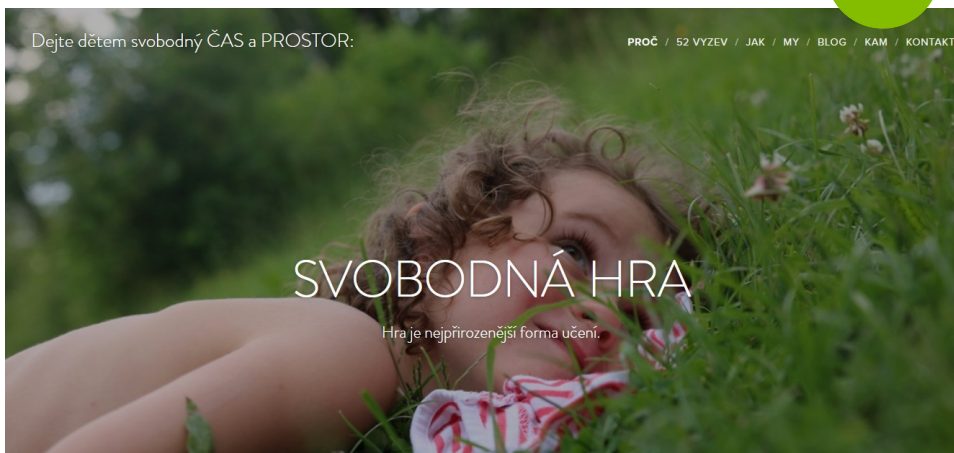 Dejte dětem svobodný ČAS a PROSTOR:
PROČ / 52 VYZEV / JAK / MY / BLOG / KAM / KONTAKT
SVOBODNÁ HRA
Hra je nejpřirozenější forma učení.